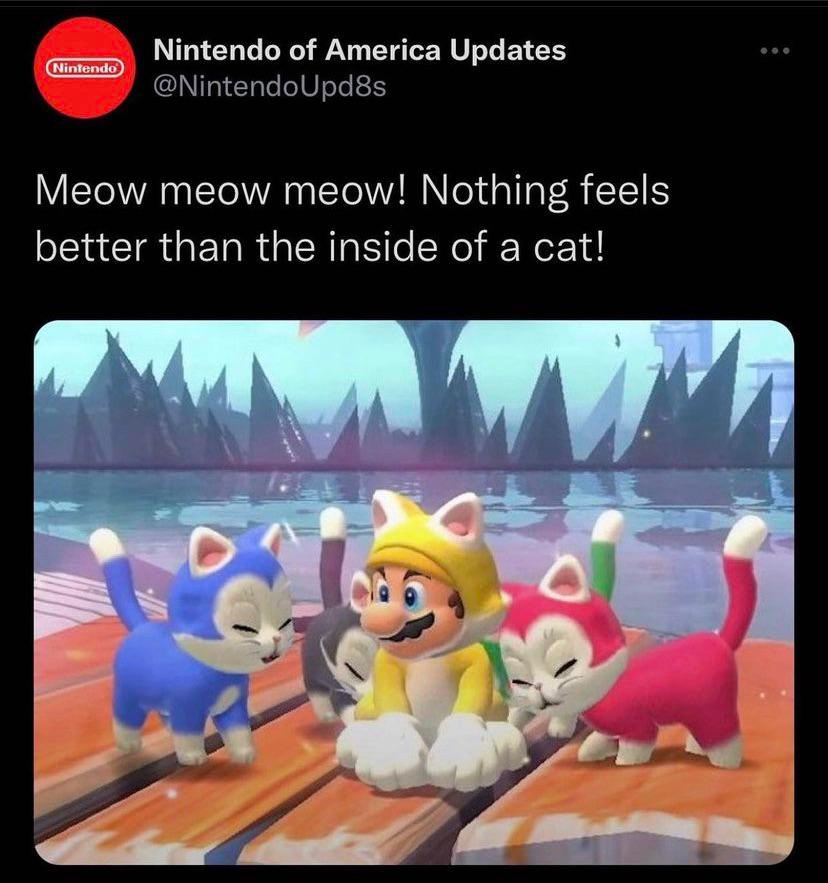 Nintendo
Nintendo of America Updates
@NintendoUpd8s
Meow meow meow! Nothing feels
better than the inside of a cat!